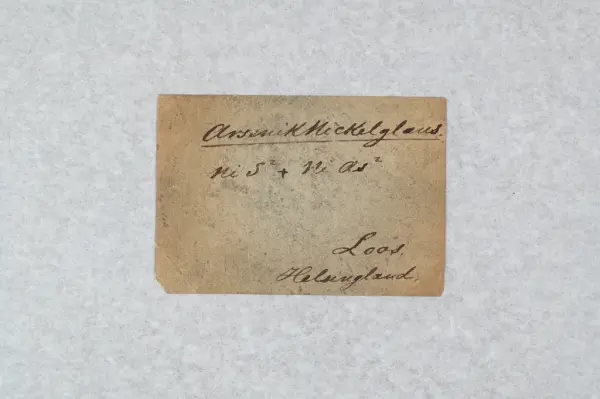 Arsenik Nickelglans.
Ni S² + Ni As²
Loos.
Helsingland.